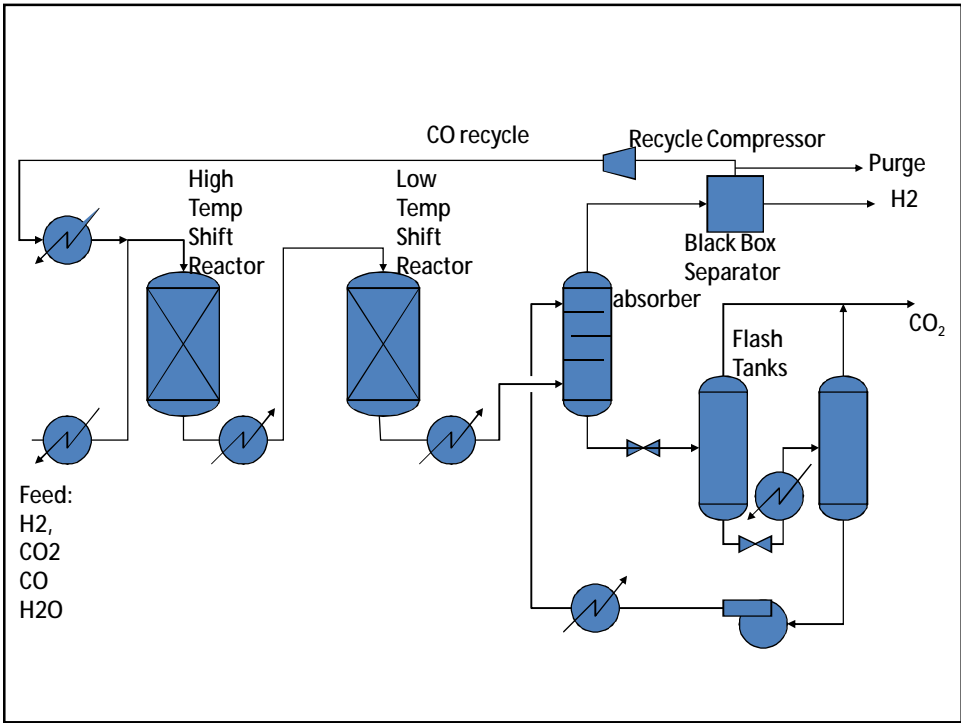 CO recycle
Recycle Compressor
Purge
H2
High
Temp
Shift
Reactor
Low
Temp
Shift
Reactor
Black Box
Separator
absorber
CO₂
Flash
Tanks
Feed:
H2,
CO2
CO
H2O